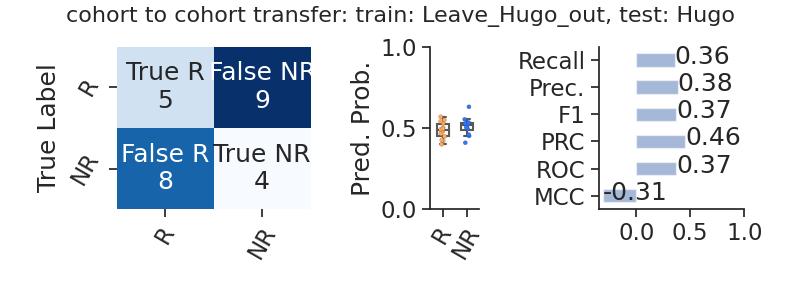 cohort to cohort transfer: train: Leave_Hugo_out, test: Hugo
True Label
R
NR
True R
5
False NR
9
False R
8
True NR
4
R
NR
Pred. Prob.
1.0
0.5
0.0
R
NR
Recall
0.36
Prec.
0.38
F1
0.37
PRC
0.46
ROC
0.37
MCC
-0.31
0.0
0.5
1.0